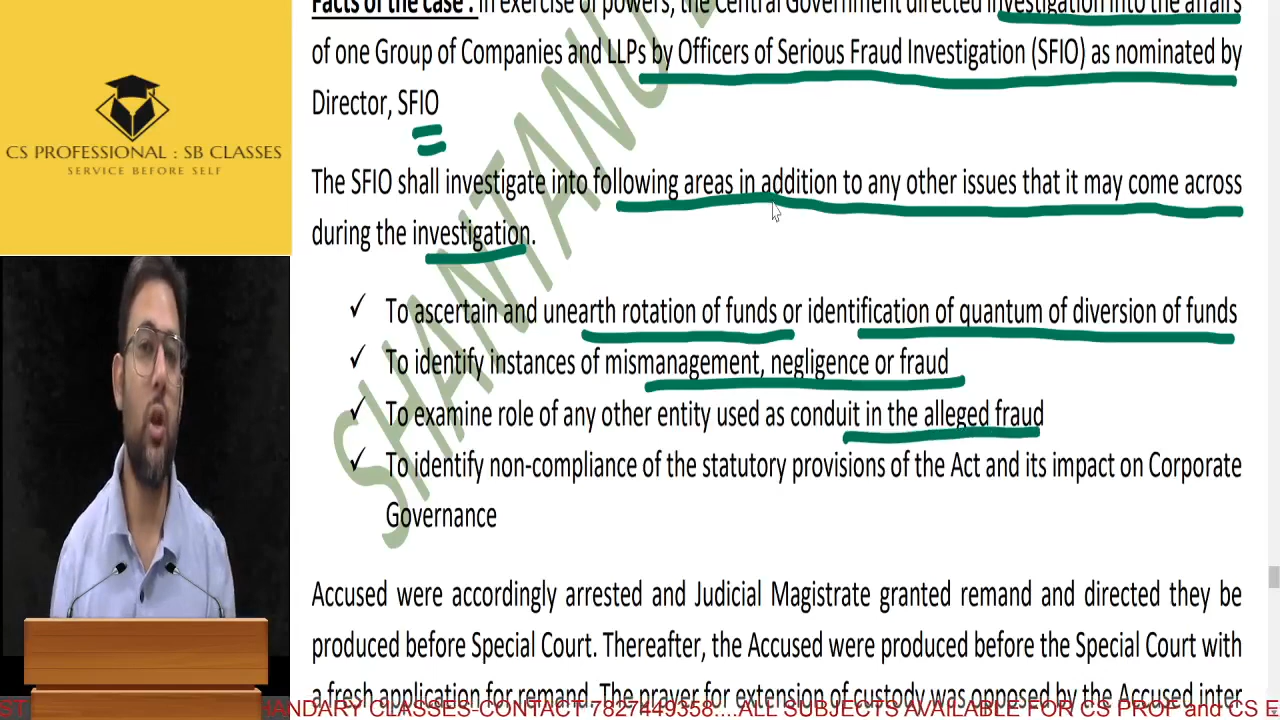 Facts of the case : In exercise of powers, the Central Government directed investigation into the affairs
of one Group of Companies and LLPs by Officers of Serious Fraud Investigation (SFIO) as nominated by
Director, SFIO
The SFIO shall investigate into following areas in addition to any other issues that it may come across
during the investigation.
✓ To ascertain and unearth rotation of funds or identification of quantum of diversion of funds
✓ To identify instances of mismanagement, negligence or fraud
✓ To examine role of any other entity used as conduit in the alleged fraud
✓ To identify non-compliance of the statutory provisions of the Act and its impact on Corporate
Governance
Accused were accordingly arrested and Judicial Magistrate granted remand and directed they be
produced before Special Court. Thereafter, the Accused were produced before the Special Court with
a fresh application for remand. The prayer for extension of custody was opposed by the Accused inter
CS PROFESSIONAL : SB CLASSES
SERVICE BEFORE SELF
SHANTANU
ST HANDARY CLASSES-CONTACT 7827449358....ALL SUBJECTS AVAILABLE FOR CS PROF and CS E